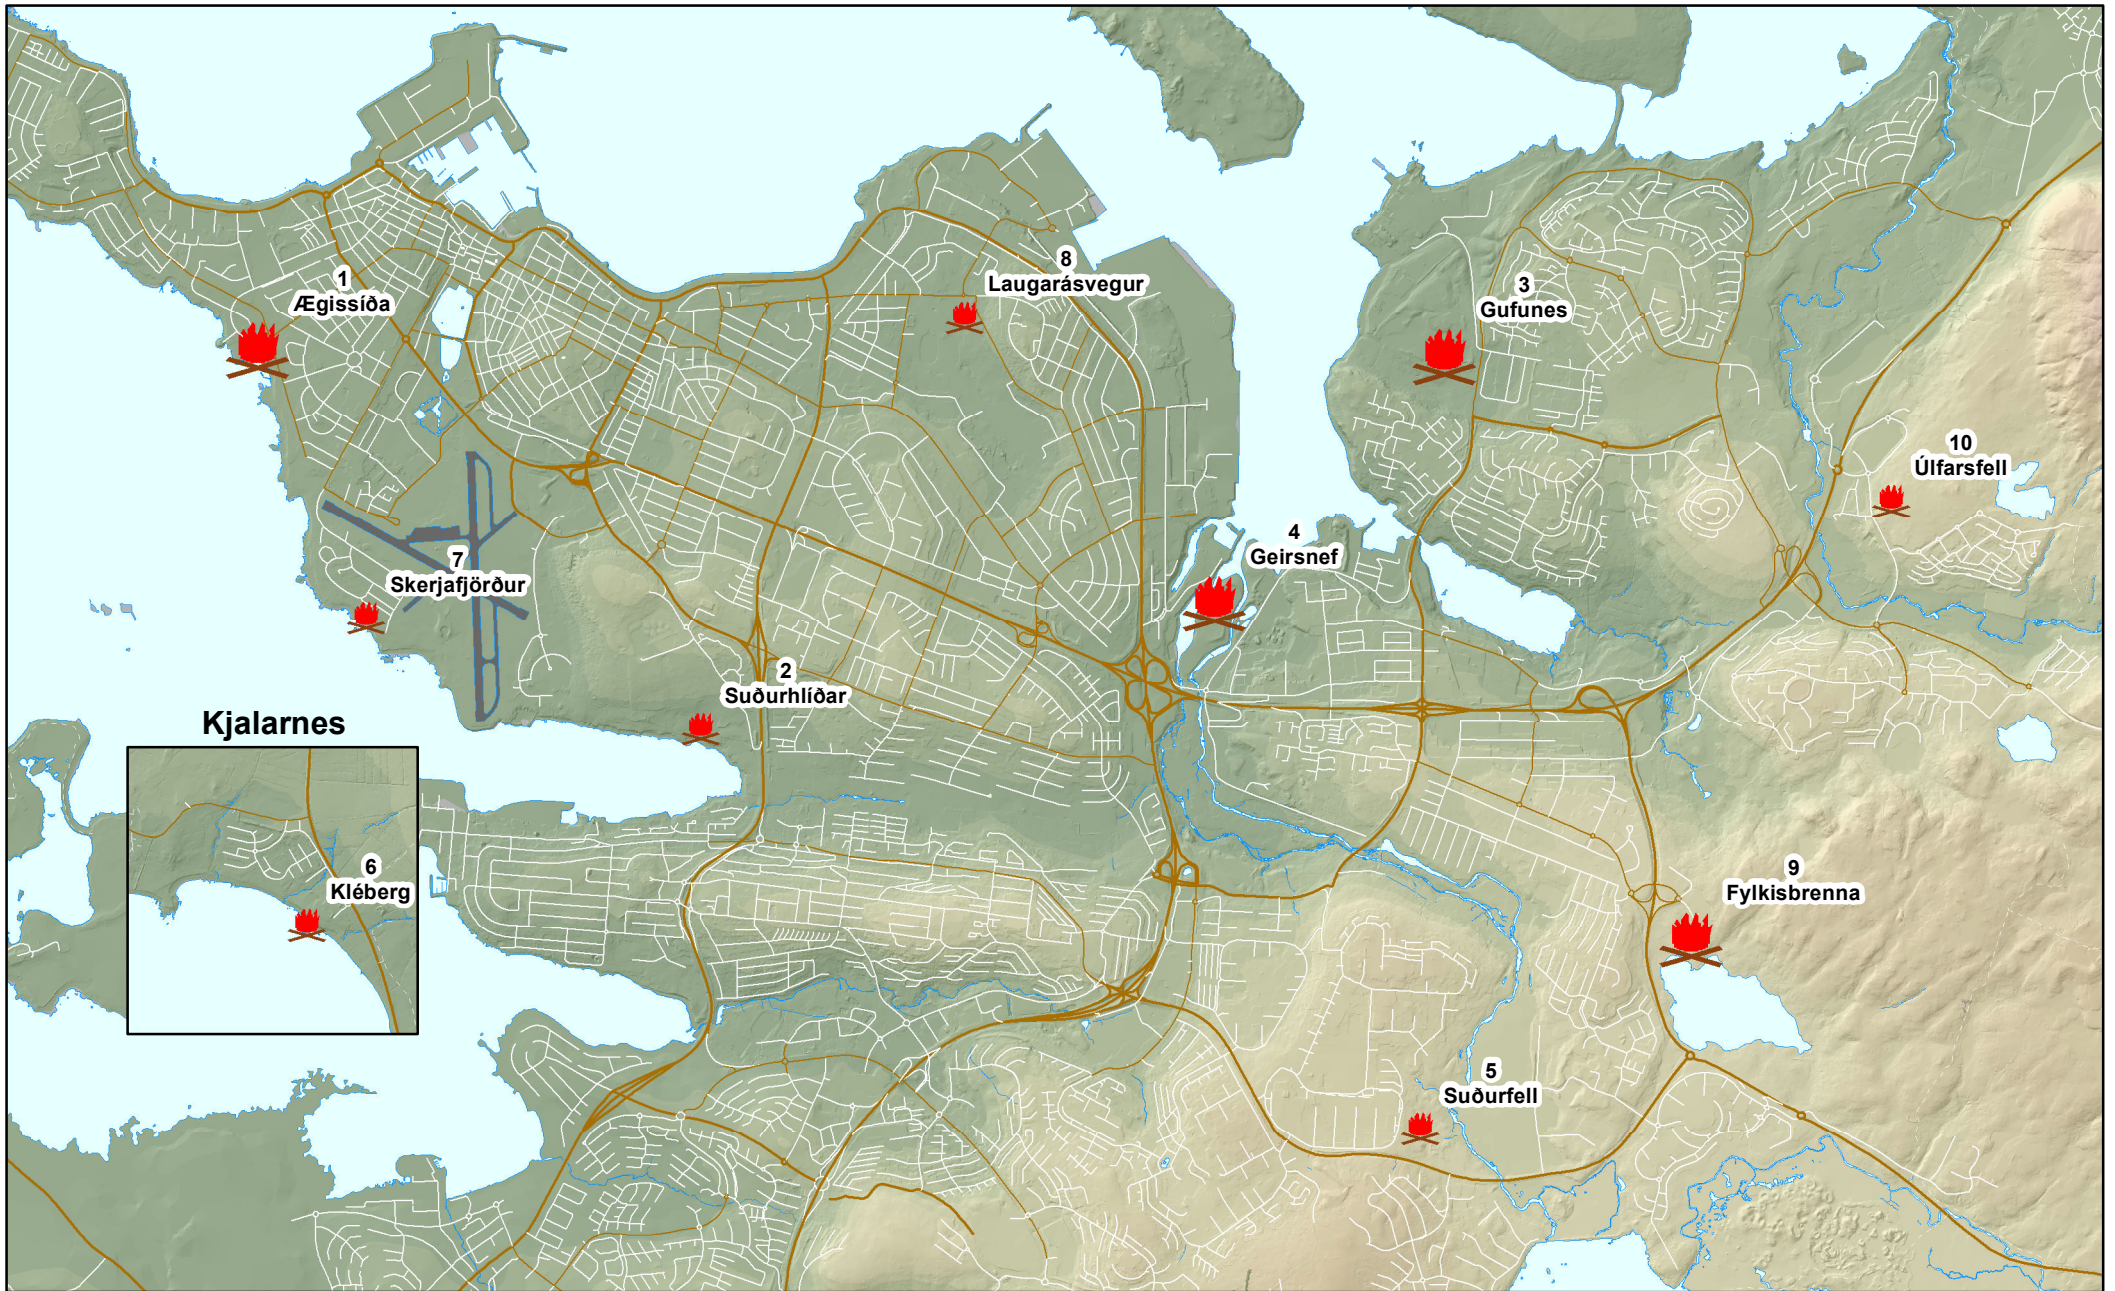 1
Ægissíða
8
Laugarásvegur
3
Gufunes
10
Úlfarsfell
4
Geirsnef
7
Skerjafjörður
2
Suðurhlíðar
Kjalarnes
6
Kléberg
9
Fylkisbrenna
5
Suðurfell